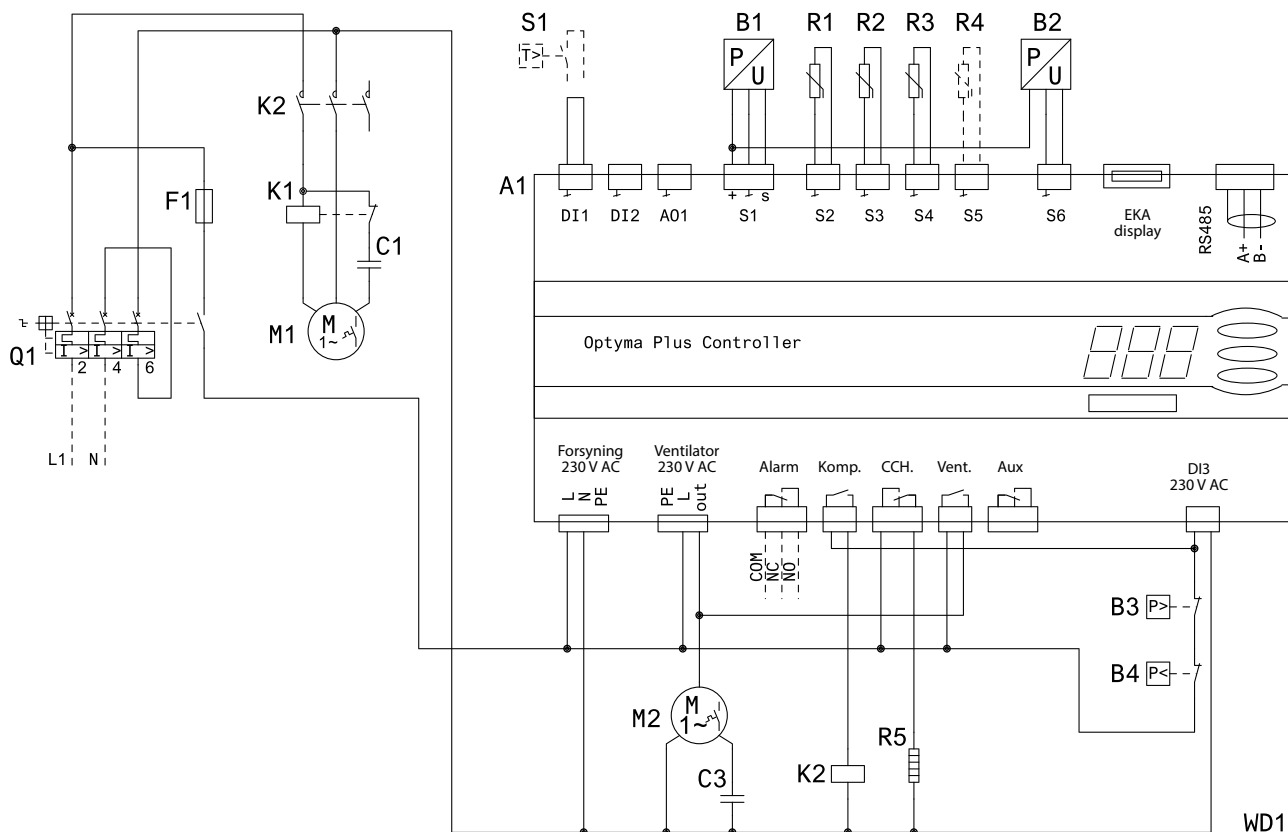 S1
B1
R1
R2
R3
R4
B2
T>
P
U
P
U
K2
A1
F1
K1
C1
+
S
DI1
DI2
AO1
S1
S2
S3
S4
S5
S6
EKA
display
RS485
A+
B-
M1
M
1~
Q1
I >
I >
I >
2
4
6
Optyma Plus Controller
L1
N
Forsyning
230 V AC
Ventilator
230 V AC
Alarm
Komp.
CCH.
Vent.
Aux
DI3
230 V AC
L
N
PE
PE
L
out
COM
NC
NO
B3
P>
B4
P<
M2
M
1~
R5
C3
K2
WD1